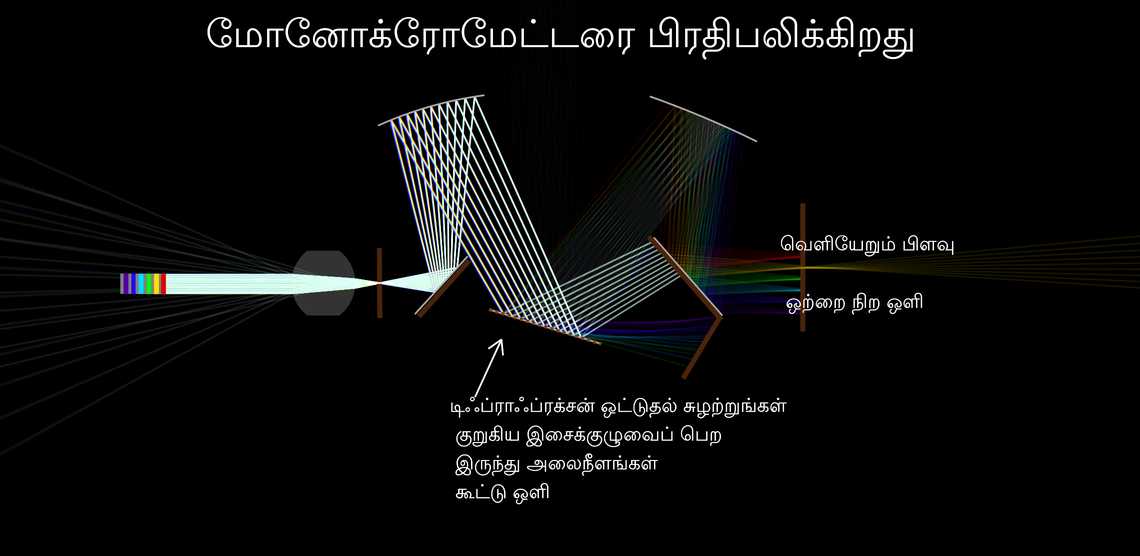 மோனோக்ரோமேட்டரை பிரதிபலிக்கிறது
வெளியேறும் பிளவு
ஒற்றை நிற ஒளி
டிஃப்ராஃப்ரக்சன் ஒட்டுதல் சுழற்றுங்கள்
குறுகிய இசைக்குழுவைப் பெற
இருந்து அலைநீளங்கள்
கூட்டு ஒளி